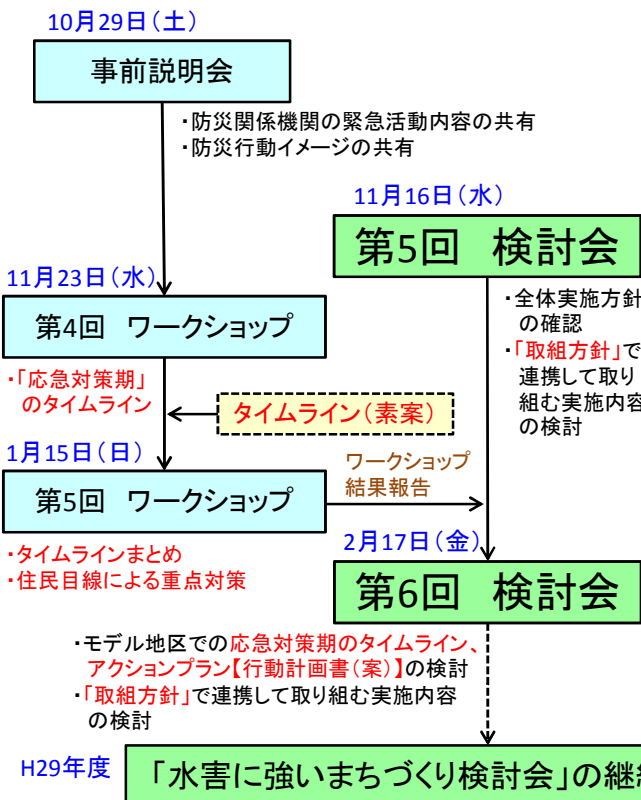 10月29日(土)
事前説明会
・防災関係機関の緊急活動内容の共有
・防災行動イメージの共有
11月16日(水)
第5回 検討会
・全体実施方針
の確認
・「取組方針」で
連携して取り
組む実施内容
の検討
11月23日(水)
第4回 ワークショップ
・「応急対策期」
のタイムライン
タイムライン(素案)
1月15日(日)
第5回 ワークショップ
ワークショップ
結果報告
・タイムラインまとめ
・住民目線による重点対策
2月17日(金)
第6回 検討会
・モデル地区での応急対策期のタイムライン、
アクションプラン【行動計画書(案)】の検討
・「取組方針」で連携して取り組む実施内容
の検討
H29年度
「水害に強いまちづくり検討会」の継